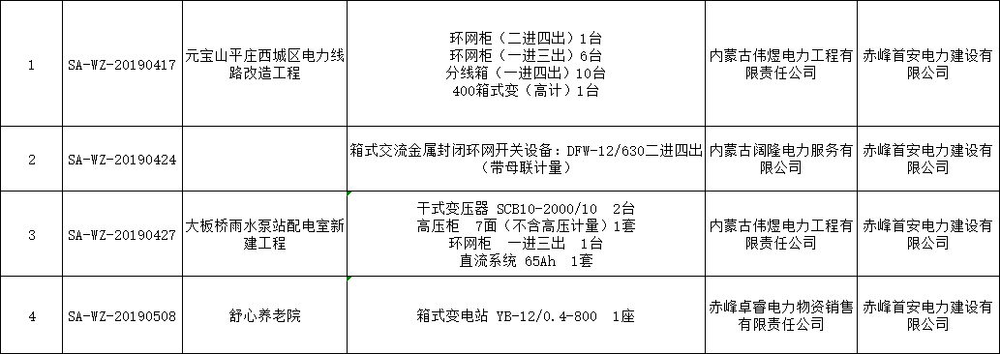 1
SA-WZ-20190417
元宝山平庄西城区电力线
路改造工程
环网柜（二进四出）1台
环网柜（一进三出）6台
分线箱（一进四出）10台
400箱式变（高计）1台
内蒙古伟煜电力工程有
限责任公司
赤峰首安电力建设有
限公司
2
SA-WZ-20190424
箱式交流金属封闭环网开关设备：DFW-12/630二进四出
（带母联计量）
内蒙古阔隆电力服务有
限公司
赤峰首安电力建设有
限公司
3
SA-WZ-20190427
大板桥雨水泵站配电室新
建工程
干式变压器 SCB10-2000/10 2台
高压柜 7面（不含高压计量）1套
环网柜 一进三出 1台
直流系统 65Ah 1套
内蒙古伟煜电力工程有
限责任公司
赤峰首安电力建设有
限公司
4
SA-WZ-20190508
舒心养老院
箱式变电站 YB-12/0.4-800 1座
赤峰卓睿电力物资销售
有限责任公司
赤峰首安电力建设有
限公司